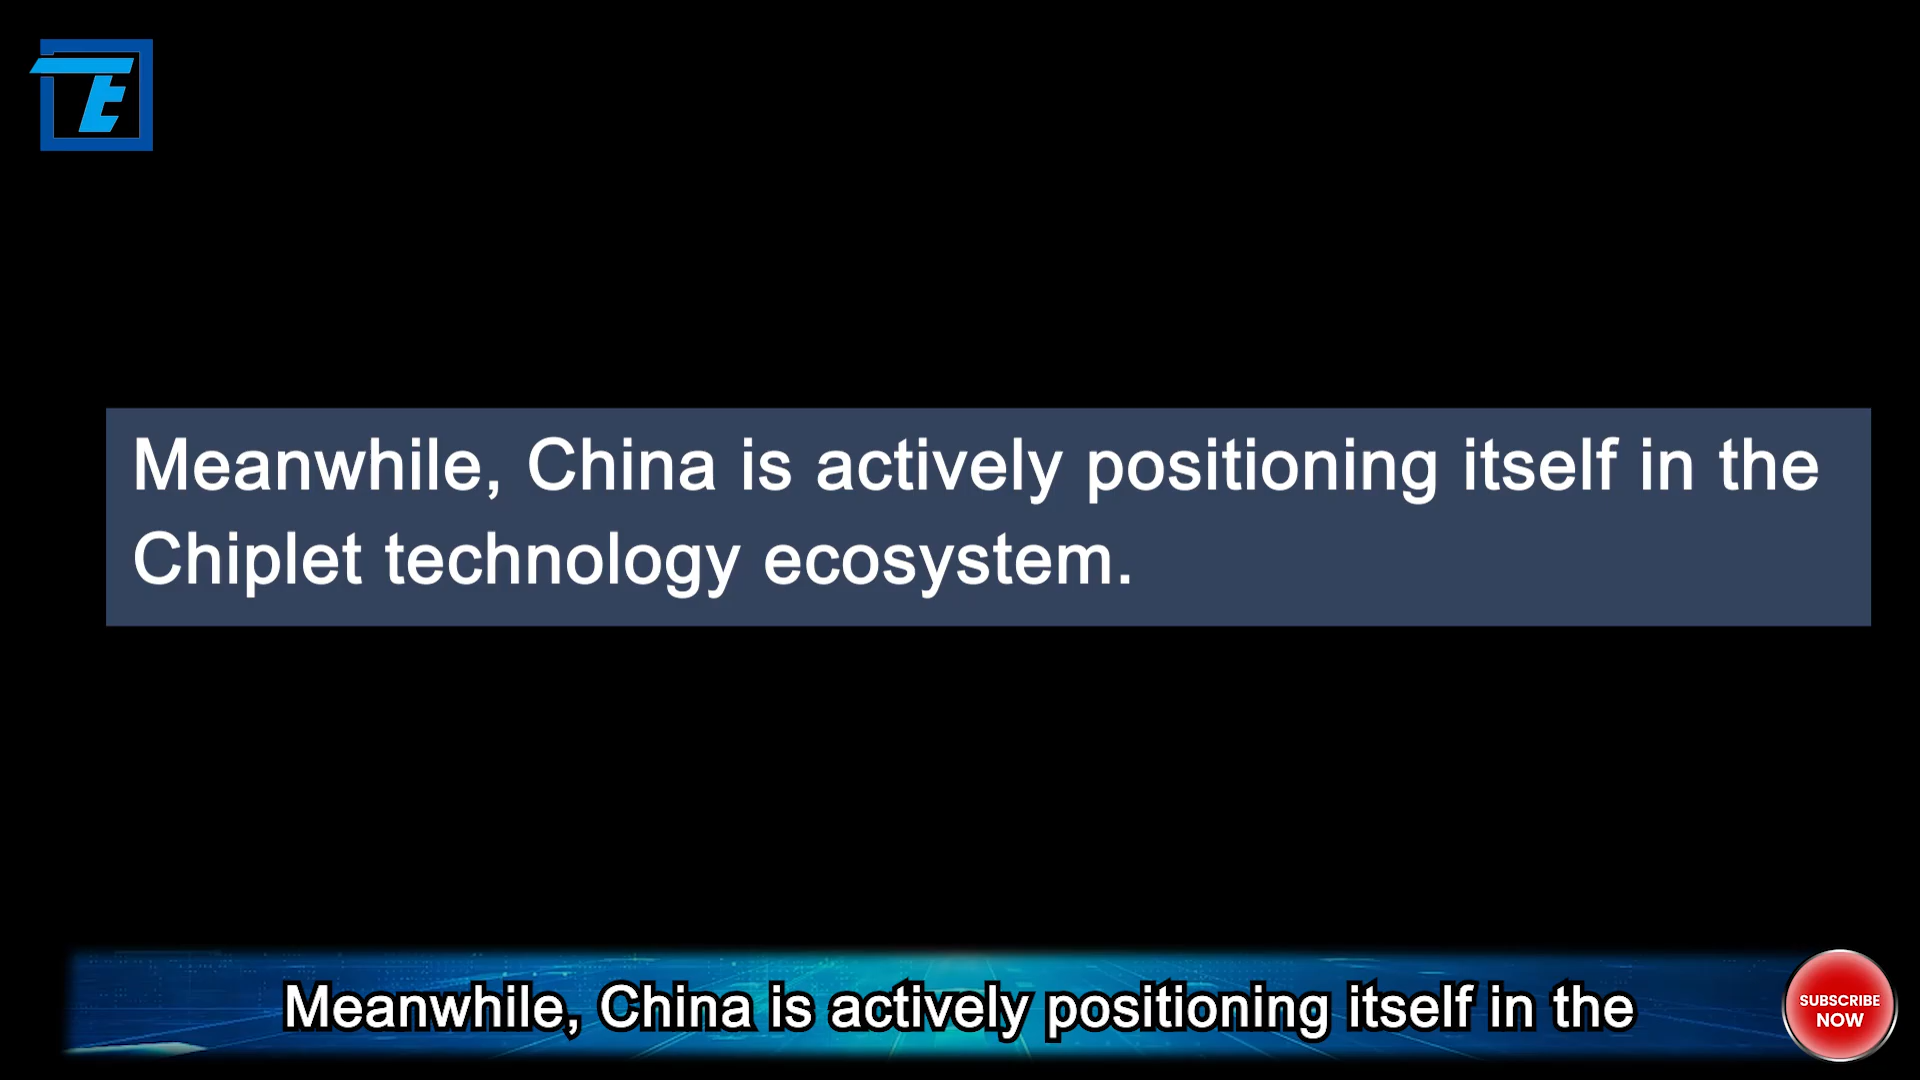 TE
Meanwhile, China is actively positioning itself in the
Chiplet technology ecosystem.
Meanwhile, China is actively positioning itself in the
SUBSCRIBE
NOW